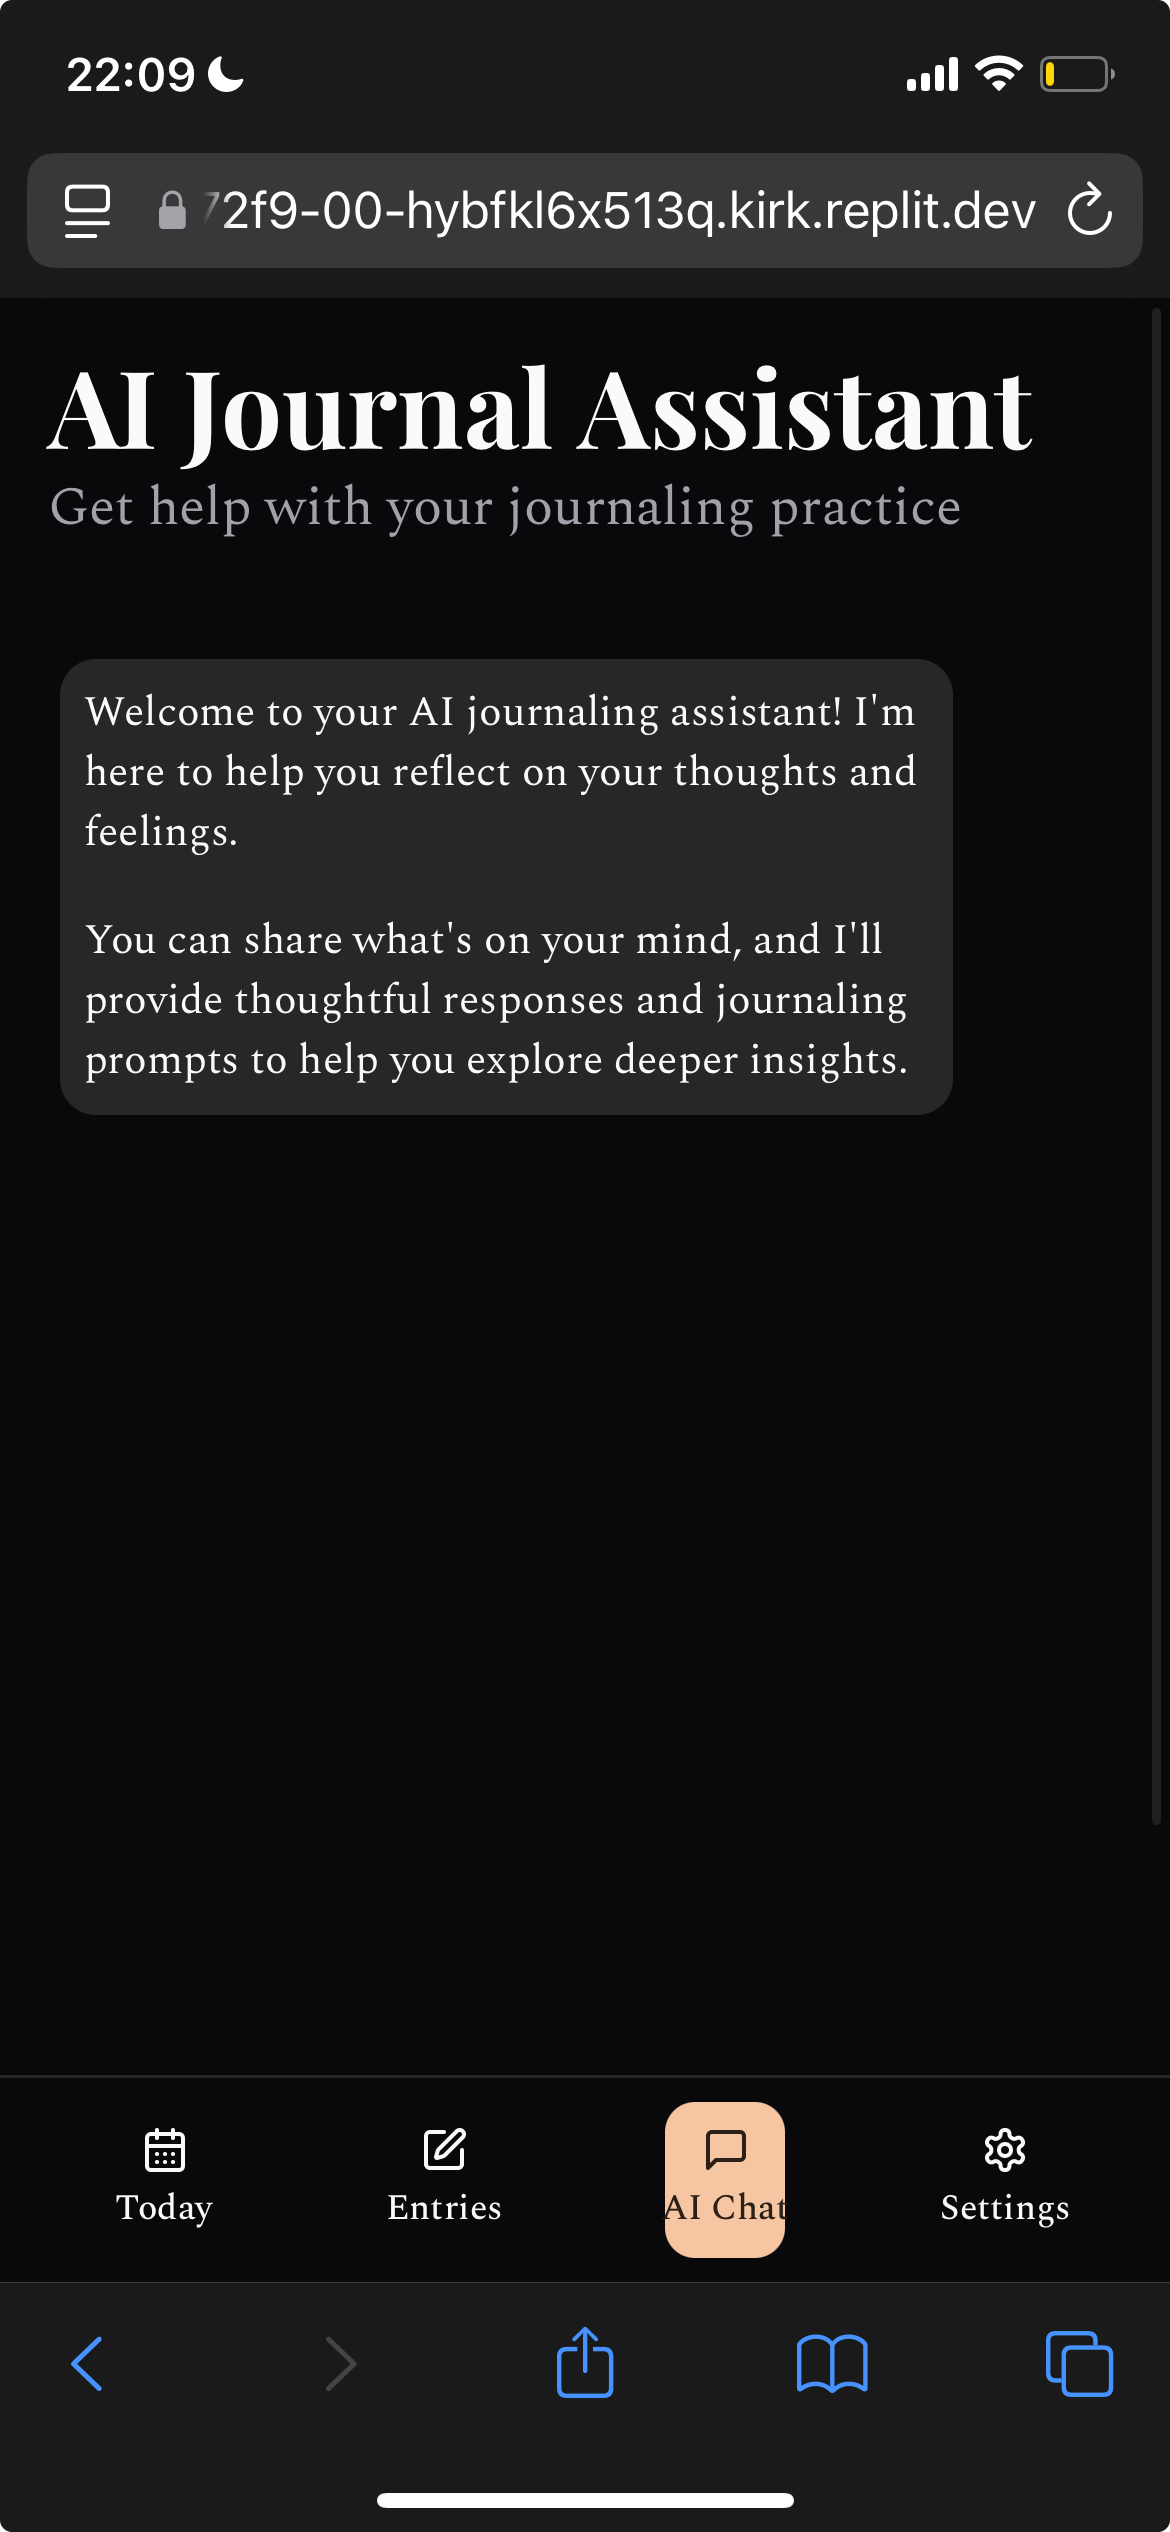 22:09
72f9-00-hybfkl6x513q.kirk.replit.dev
AI Journal Assistant
Get help with your journaling practice
Welcome to your AI journaling assistant! I'm
here to help you reflect on your thoughts and
feelings.
You can share what's on your mind, and I'll
provide thoughtful responses and journaling
prompts to help you explore deeper insights.
Today
Entries
AI Chat
Settings